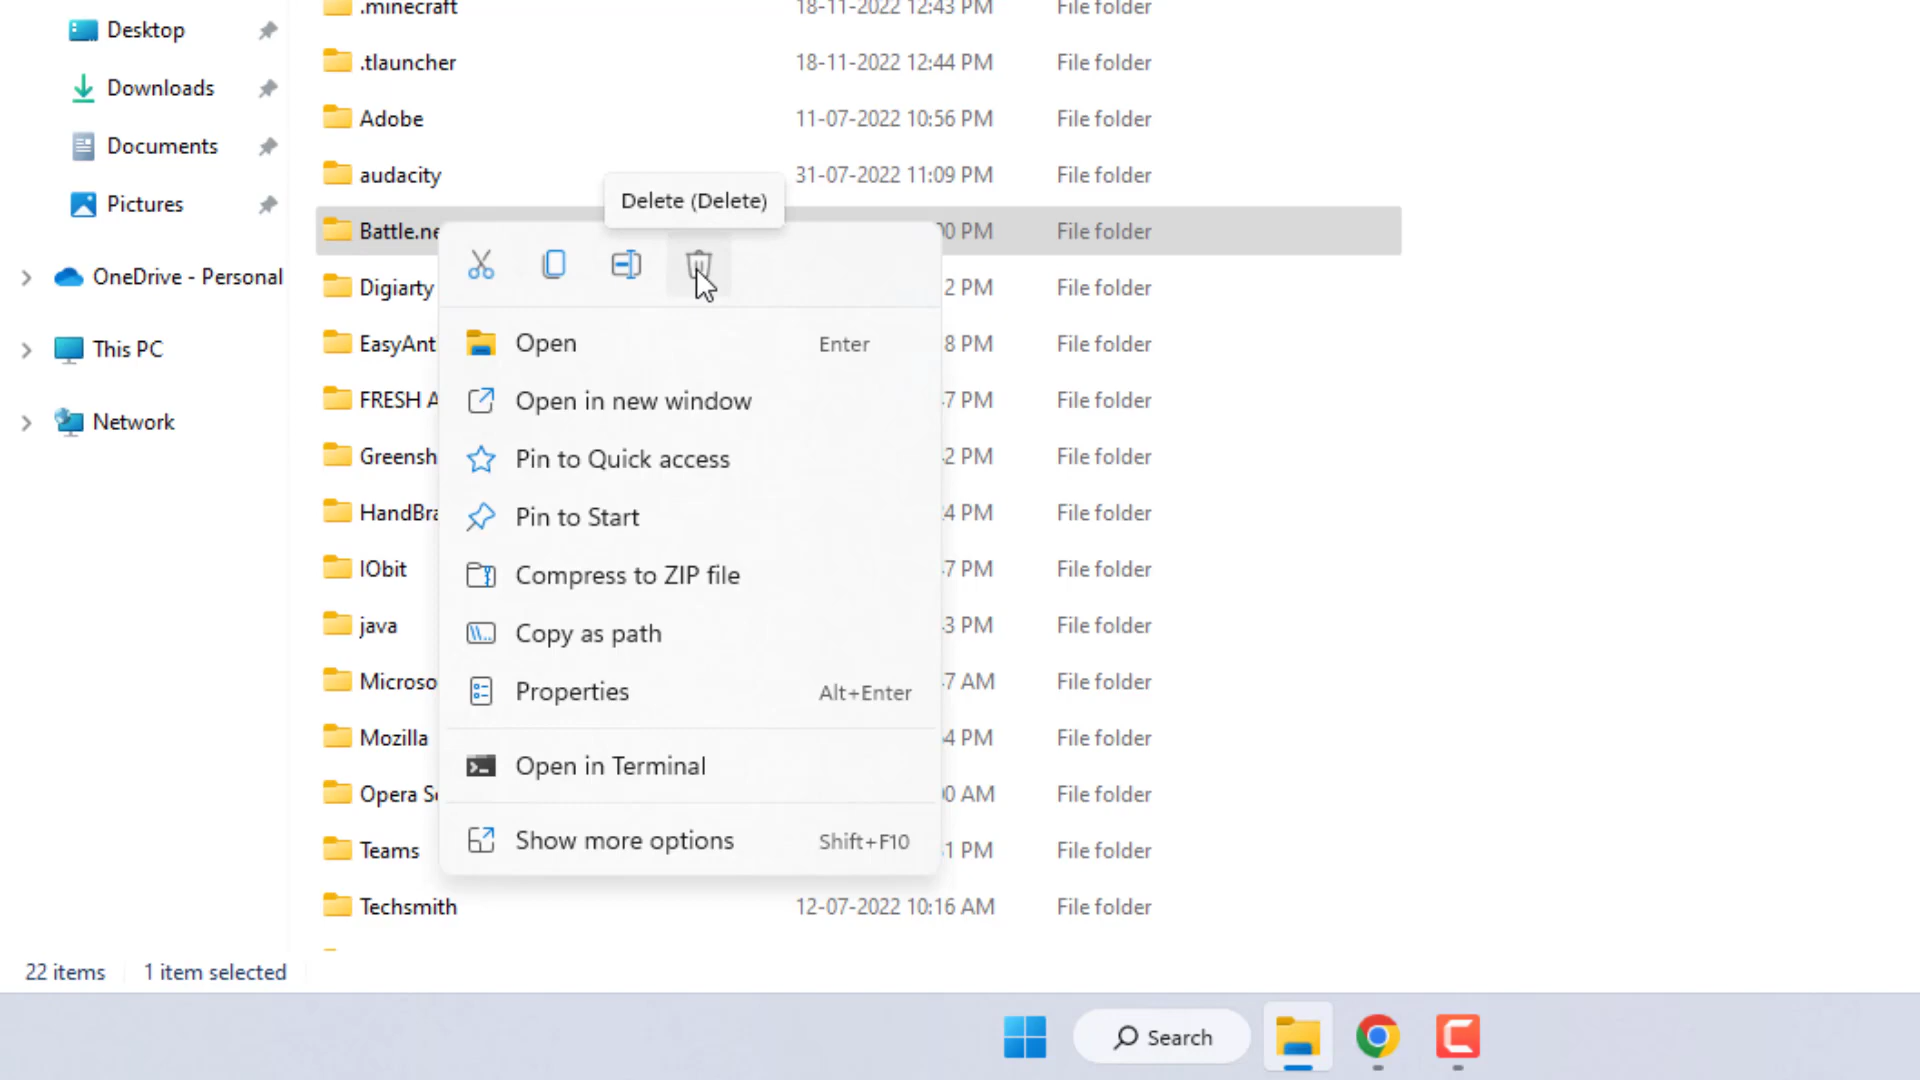 Desktop
Downloads
Documents
Pictures
OneDrive - Personal
This PC
Network
.minecraft 18-11-2022 12:43 PM File folder
.tlauncher 18-11-2022 12:44 PM File folder
Adobe 11-07-2022 10:56 PM File folder
audacity 31-07-2022 11:09 PM File folder
Delete (Delete)
Battle.ne 0 PM File folder
Digiarty 2 PM File folder
EasyAnt 8 PM File folder
FRESH A 7 PM File folder
Greensh 2 PM File folder
HandBra 4 PM File folder
IObit 7 PM File folder
java 3 PM File folder
Microso 7 AM File folder
Mozilla 4 PM File folder
Opera S 0 AM File folder
Teams 1 PM File folder
Techsmith 12-07-2022 10:16 AM File folder
Open Enter
Open in new window
Pin to Quick access
Pin to Start
Compress to ZIP file
Copy as path
Properties Alt+Enter
Open in Terminal
Show more options Shift+F10
22 items 1 item selected
Search